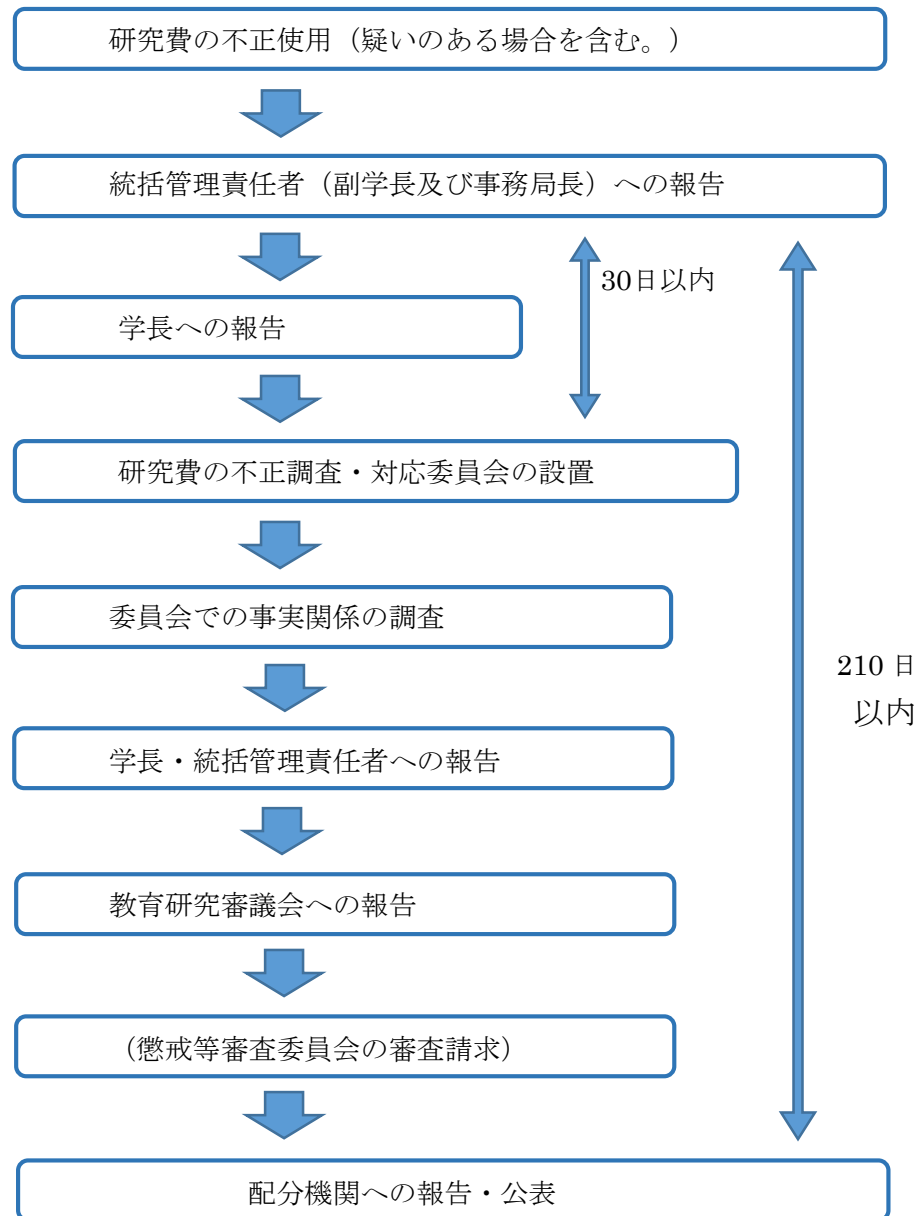 研究費の不正使用（疑いのある場合を含む。）
統括管理責任者（副学長及び事務局長）への報告
30日以内
学長への報告
研究費の不正調査・対応委員会の設置
委員会での事実関係の調査
210 日
以内
学長・統括管理責任者への報告
教育研究審議会への報告
（懲戒等審査委員会の審査請求）
配分機関への報告・公表